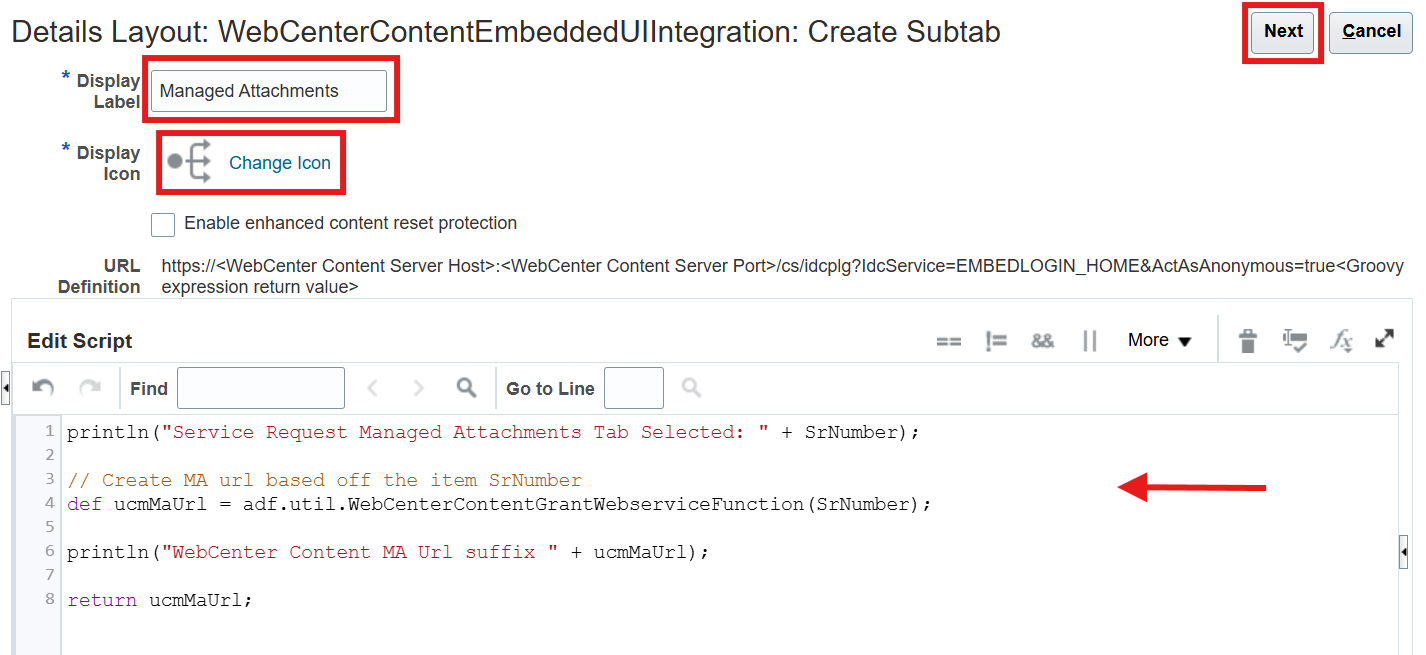 Details Layout: WebCenterContentEmbeddedUIIntegration: Create Subtab
Next
Cancel
* Display
Label
Managed Attachments
* Display
Icon
Change Icon
Enable enhanced content reset protection
URL
Definition
https://<WebCenter Content Server Host>:<WebCenter Content Server Port>/cs/idcplg?IdcService=EMBEDLOGIN_HOME&ActAsAnonymous=true<Groovy
expression return value>
Edit Script
==
!=
&&
||
More
fx
Find
Go to Line
1 println("Service Request Managed Attachments Tab Selected: " + SrNumber);
2
3 // Create MA url based off the item SrNumber
4 def ucmMaUrl = adf.util.WebCenterContentGrantWebserviceFunction(SrNumber);
5
6 println("WebCenter Content MA Url suffix " + ucmMaUrl);
7
8 return ucmMaUrl;